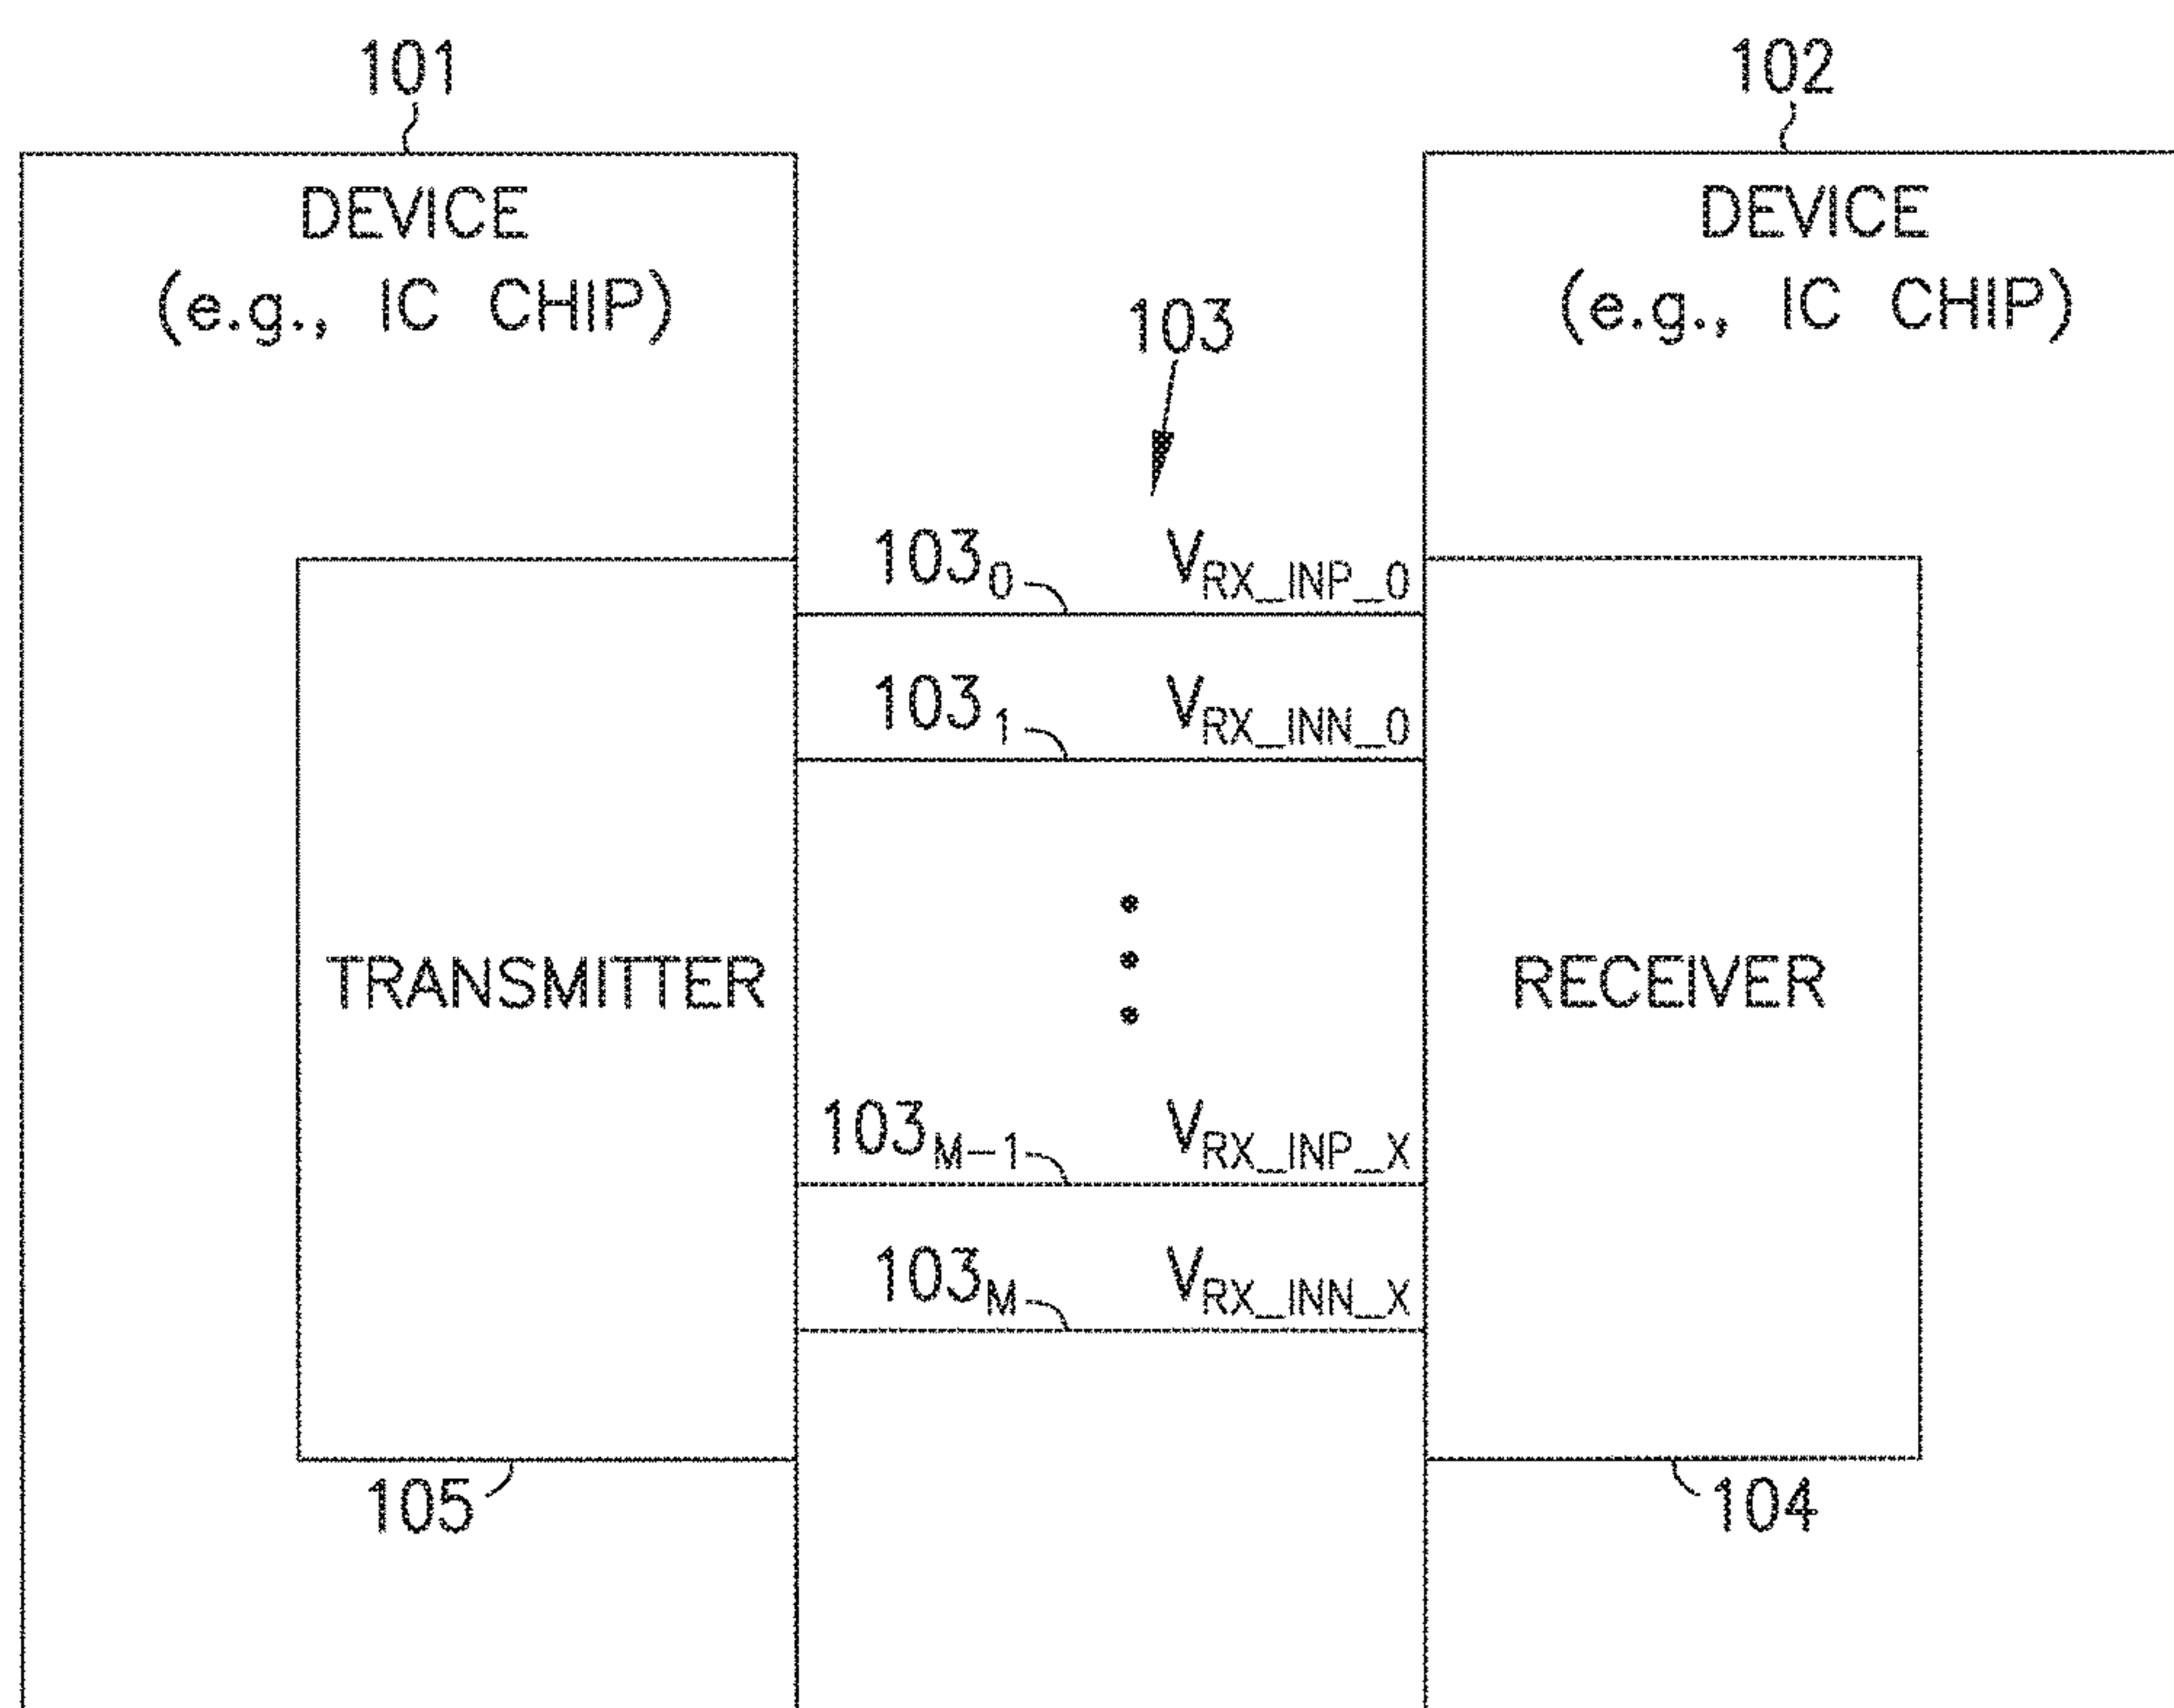 101
102
DEVICE
(e.g., IC CHIP)
DEVICE
(e.g., IC CHIP)
103
103₀ V_RX_INP_0
103₁ V_RX_INN_0
TRANSMITTER
RECEIVER
103_M-1 V_RX_INP_X
103_M V_RX_INN_X
105
104